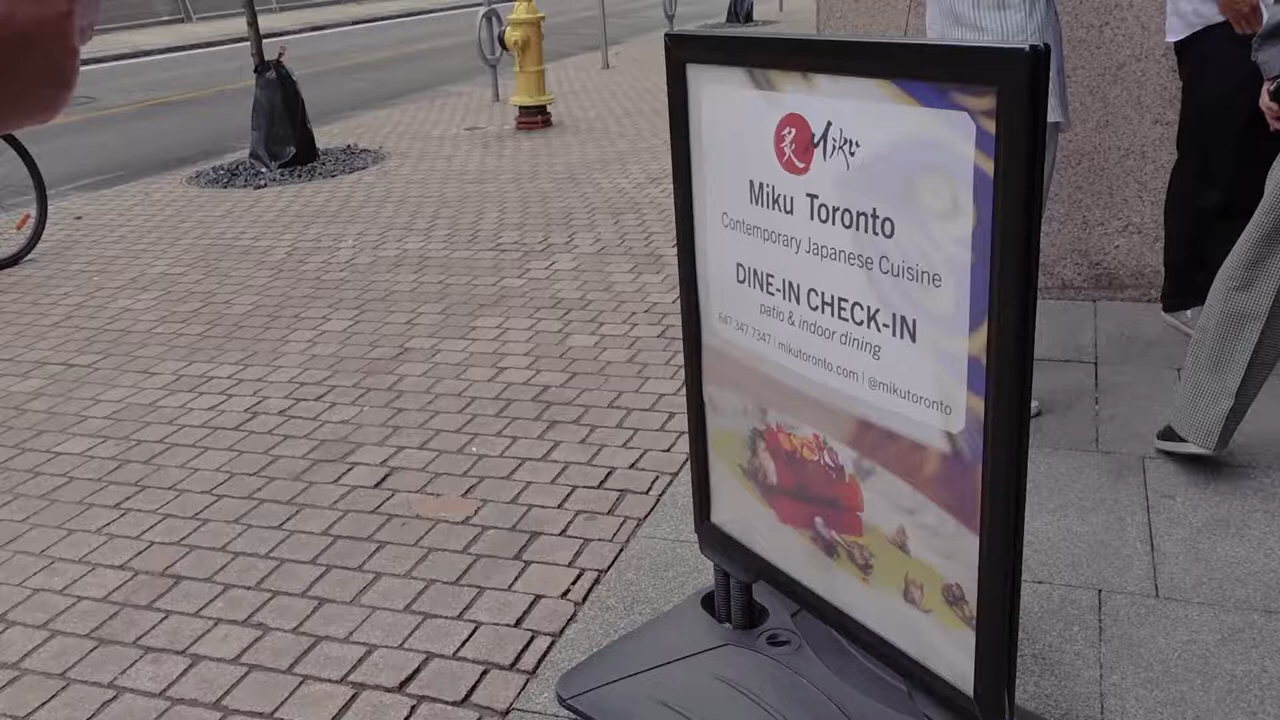 炙 Miku
Miku Toronto
Contemporary Japanese Cuisine
DINE-IN CHECK-IN
patio & indoor dining
647.347.7347 | mikutoronto.com | @mikutoronto